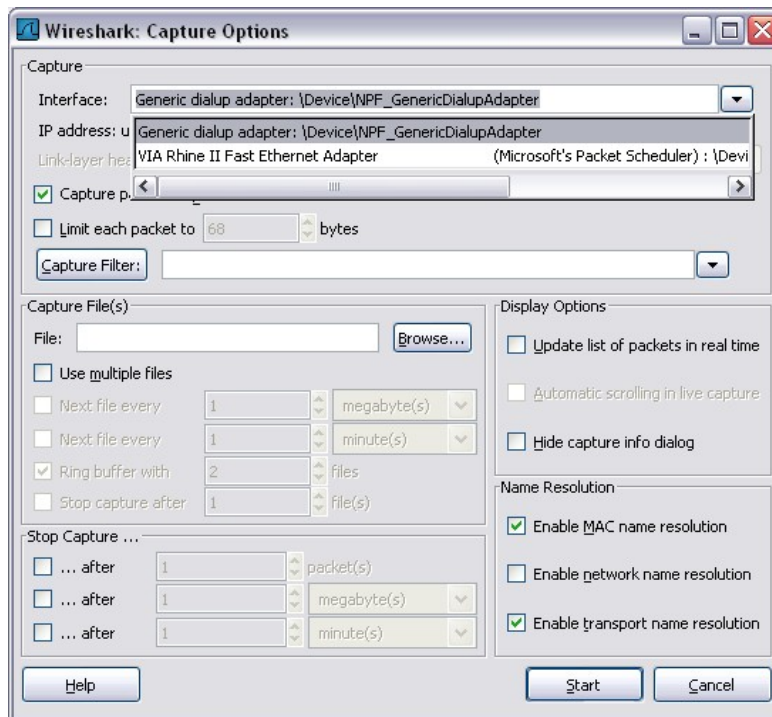 Wireshark: Capture Options
Capture
Interface: Generic dialup adapter: \Device\NPF_GenericDialupAdapter
Generic dialup adapter: \Device\NPF_GenericDialupAdapter
IP address: u
VIA Rhine II Fast Ethernet Adapter (Microsoft's Packet Scheduler) : \Devi
Link-layer hea
Capture p
Limit each packet to 68 bytes
Capture Filter:
Capture File(s)
File: Browse...
Use multiple files
Next file every 1 megabyte(s)
Next file every 1 minute(s)
Ring buffer with 2 files
Stop capture after 1 file(s)
Stop Capture ...
... after 1 packet(s)
... after 1 megabyte(s)
... after 1 minute(s)
Display Options
Update list of packets in real time
Automatic scrolling in live capture
Hide capture info dialog
Name Resolution
Enable MAC name resolution
Enable network name resolution
Enable transport name resolution
Help Start Cancel